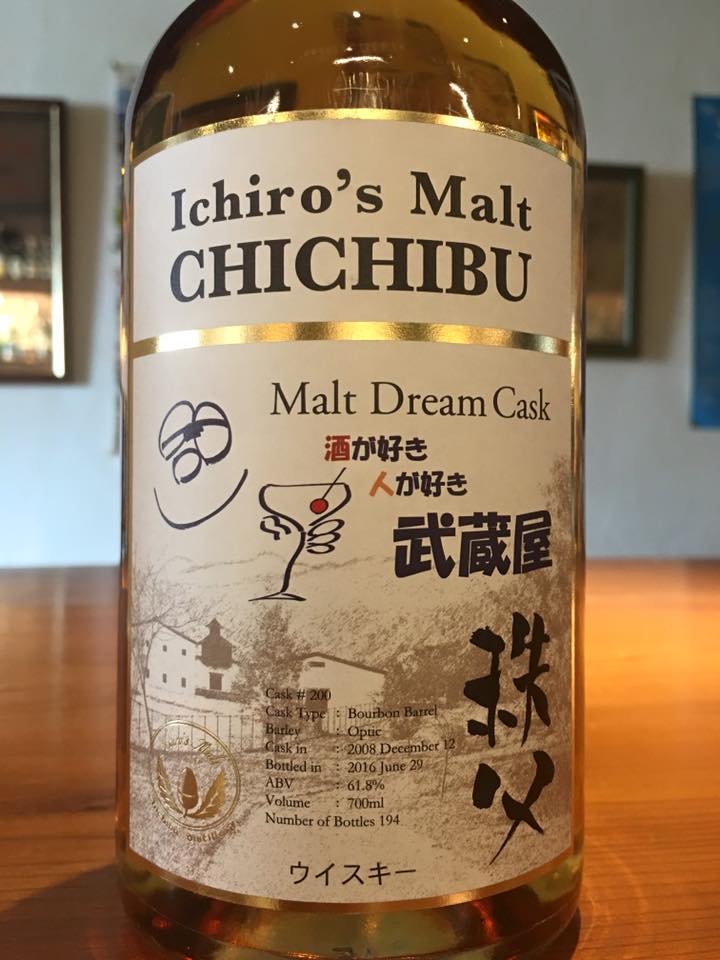 Ichiro's Malt
CHICHIBU
Malt Dream Cask
酒が好き
人が好き
武蔵屋
秩父
Cask # 200
Cask Type : Bourbon Barrel
Barley : Optic
Cask in : 2008 December 12
Bottled in : 2016 June 29
ABV : 61.8%
Volume : 700ml
Number of Bottles 194
ウイスキー